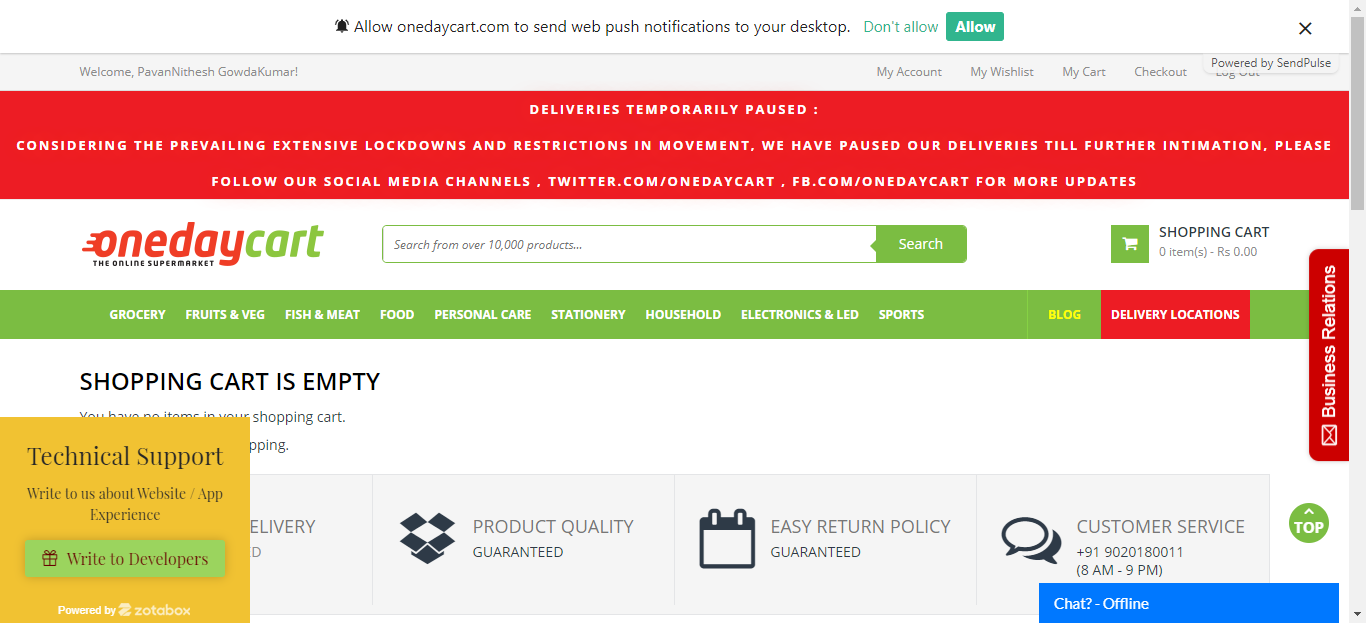 Allow onedaycart.com to send web push notifications to your desktop. Don't allow Allow
Powered by SendPulse
Welcome, PavanNithesh GowdaKumar! My Account My Wishlist My Cart Checkout Log Out
DELIVERIES TEMPORARILY PAUSED :
CONSIDERING THE PREVAILING EXTENSIVE LOCKDOWNS AND RESTRICTIONS IN MOVEMENT, WE HAVE PAUSED OUR DELIVERIES TILL FURTHER INTIMATION, PLEASE
FOLLOW OUR SOCIAL MEDIA CHANNELS , TWITTER.COM/ONEDAYCART , FB.COM/ONEDAYCART FOR MORE UPDATES
onedaycart
THE ONLINE SUPERMARKET
Search from over 10,000 products... Search
SHOPPING CART
0 item(s) - Rs 0.00
GROCERY FRUITS & VEG FISH & MEAT FOOD PERSONAL CARE STATIONERY HOUSEHOLD ELECTRONICS & LED SPORTS BLOG DELIVERY LOCATIONS
Business Relations
SHOPPING CART IS EMPTY
You have no items in your shopping cart.
pping.
Technical Support
Write to us about Website / App
Experience
Write to Developers
Powered by zotabox
ELIVERY
ED
PRODUCT QUALITY
GUARANTEED
EASY RETURN POLICY
GUARANTEED
CUSTOMER SERVICE
+91 9020180011
(8 AM - 9 PM)
TOP
Chat? - Offline